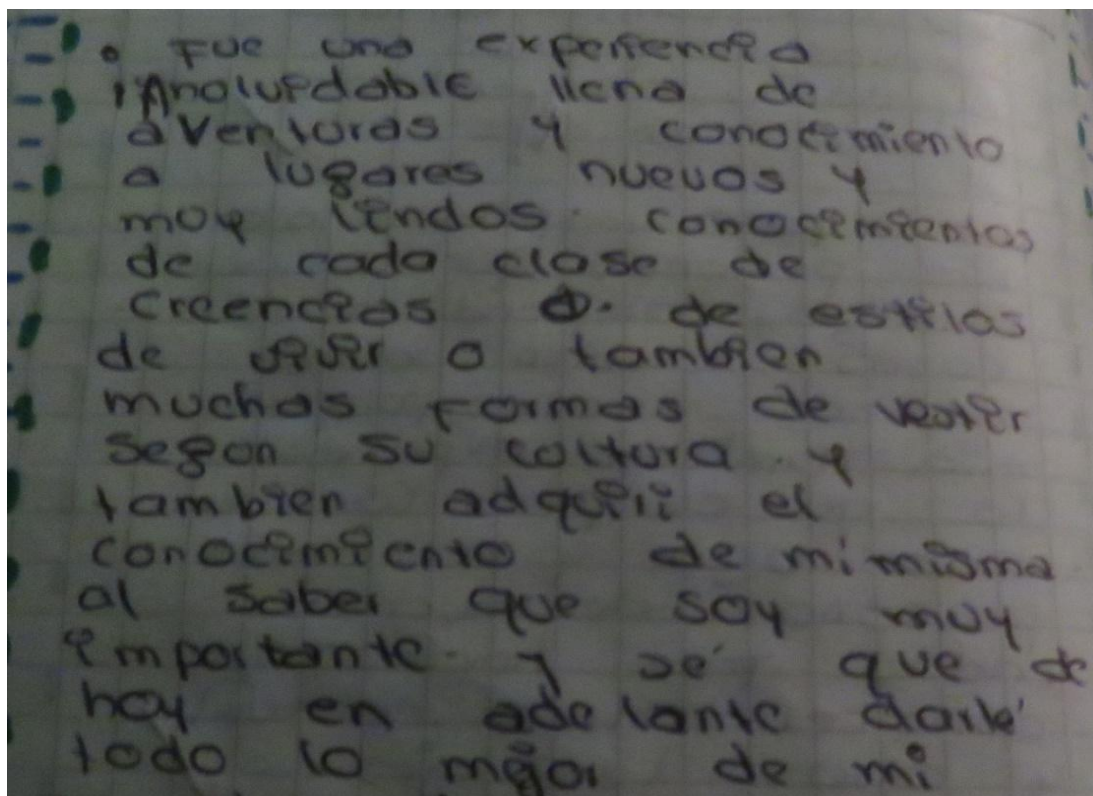 • Fue una experiencia
innolvidable llena de
aventuras y conocimiento
a lugares nuevos y
muy lindos. conocimientos
de cada clase de
creencias o. de estilos
de vivir o tambien
muchas formas de vestir
segun su cultura. y
tambien adquiri el
conocimiento de mi misma
al saber que soy muy
importante. y sé que de
hoy en adelante daré
todo lo mejor de mi